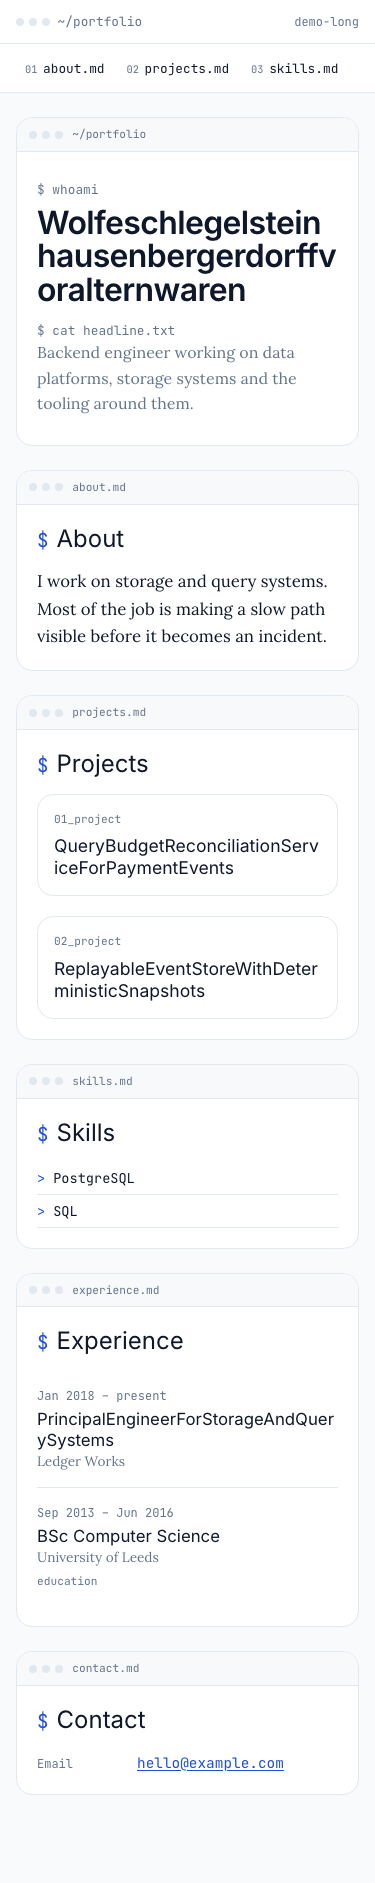 ~/portfolio
demo-long
01 about.md 02 projects.md 03 skills.md
~/portfolio
$ whoami
Wolfeschlegelstein
hausenbergerdorffv
oralternwaren
$ cat headline.txt
Backend engineer working on data
platforms, storage systems and the
tooling around them.
about.md
$ About
I work on storage and query systems.
Most of the job is making a slow path
visible before it becomes an incident.
projects.md
$ Projects
01_project
QueryBudgetReconciliationServ
iceForPaymentEvents
02_project
ReplayableEventStoreWithDeter
ministicSnapshots
skills.md
$ Skills
> PostgreSQL
> SQL
experience.md
$ Experience
Jan 2018 – present
PrincipalEngineerForStorageAndQuer
ySystems
Ledger Works
Sep 2013 – Jun 2016
BSc Computer Science
University of Leeds
education
contact.md
$ Contact
Email hello@example.com